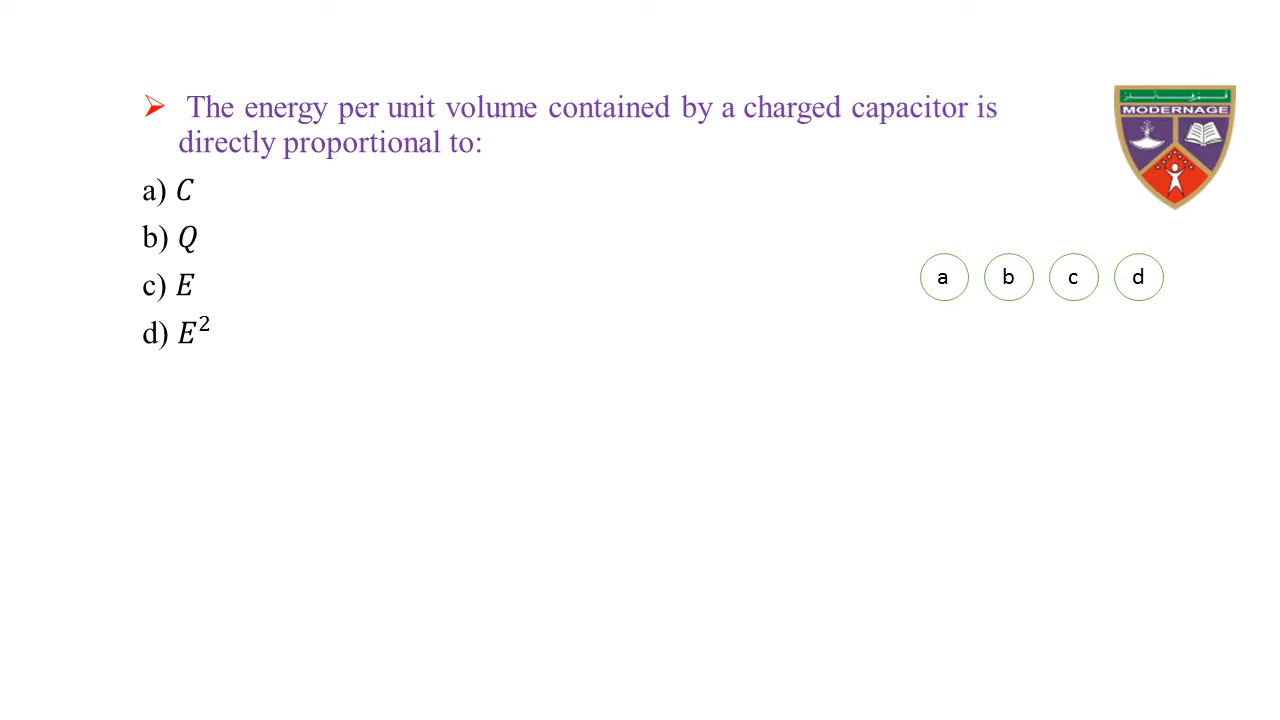 The energy per unit volume contained by a charged capacitor is
directly proportional to:
a) C
b) Q
c) E
d) E²
MODERNAGE
a b c d